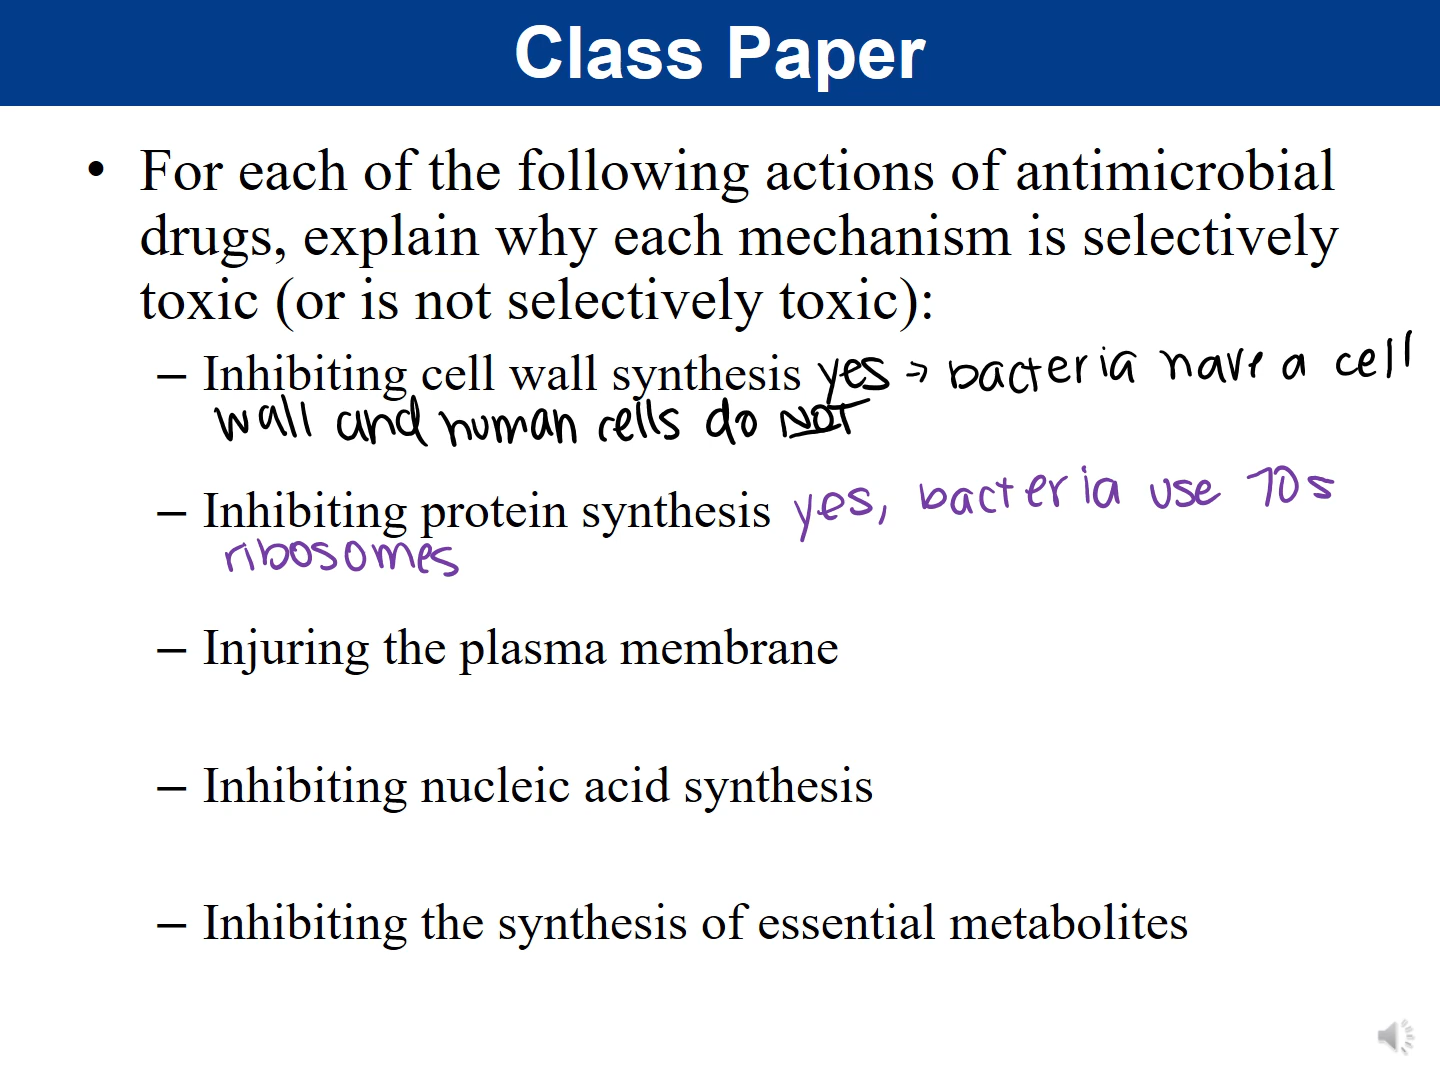 Class Paper
• For each of the following actions of antimicrobial
drugs, explain why each mechanism is selectively
toxic (or is not selectively toxic):
– Inhibiting cell wall synthesis yes → bacteria have a cell
wall and human cells do NOT
– Inhibiting protein synthesis yes, bacteria use 70s
ribosomes
– Injuring the plasma membrane
– Inhibiting nucleic acid synthesis
– Inhibiting the synthesis of essential metabolites